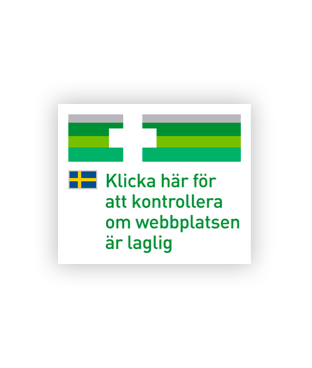 Klicka här för
att kontrollera
om webbplatsen
är laglig